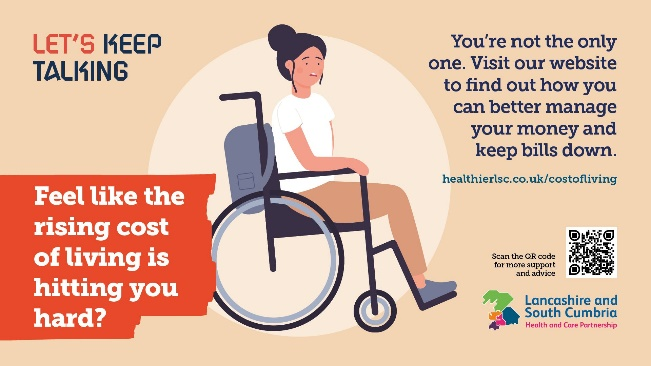 LET'S KEEP
TALKING
Feel like the
rising cost
of living is
hitting you
hard?
You're not the only
one. Visit our website
to find out how you
can better manage
your money and
keep bills down.
healthierlsc.co.uk/costofliving
Scan the QR code
for more support
and advice
Lancashire and
South Cumbria
Health and Care Partnership